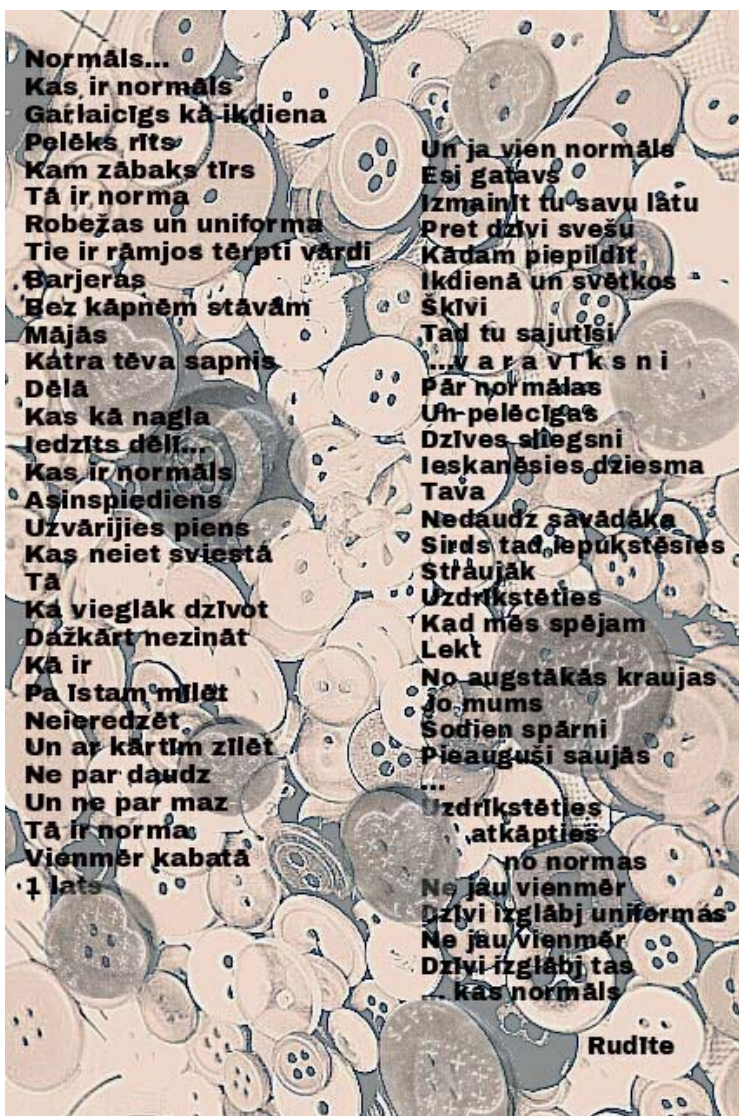 Normāls...
Kas ir normāls
Garlaicīgs kā ikdiena
Pelēks rīts
Kam zābaks tīrs
Tā ir norma
Robežas un uniforma
Tie ir rāmjos tērpti vārdi
Barjeras
Bez kāpnēm stāvām
Mājās
Katra tēva sapnis
Dēlā
Kas kā nagla
Iedzīts dēlī...
Kas ir normāls
Asinspiediens
Uzvārījies piens
Kas neiet sviestā
Tā
Kā vieglāk dzīvot
Dažkārt nezināt
Kā ir
Pa īstam mīlēt
Neieredzēt
Un ar kārtīm zīlēt
Ne par daudz
Un ne par maz
Tā ir norma
Vienmēr kabatā
1 lats
Un ja vien normāls
Esi gatavs
Izmainīt tu savu latu
Pret dzīvi svešu
Kādam piepildīt
Ikdienā un svētkos
Šķīvi
Tad tu sajutīsi
...v a r a v ī k s n i
Pār normālas
Un pelēcīgas
Dzīves sliegsni
Ieskanēsies dziesma
Tava
Nedaudz savādāka
Sirds tad iepukstēsies
Straujāk
Uzdrīkstēties
Kad mēs spējam
Lekt
No augstākās kraujas
Jo mums
Šodien spārni
Pieauguši saujās
...
Uzdrīkstēties
atkāpties
no normas
Ne jau vienmēr
Dzīvi izglābj uniformas
Ne jau vienmēr
Dzīvi izglābj tas
... kas normāls
Rudīte